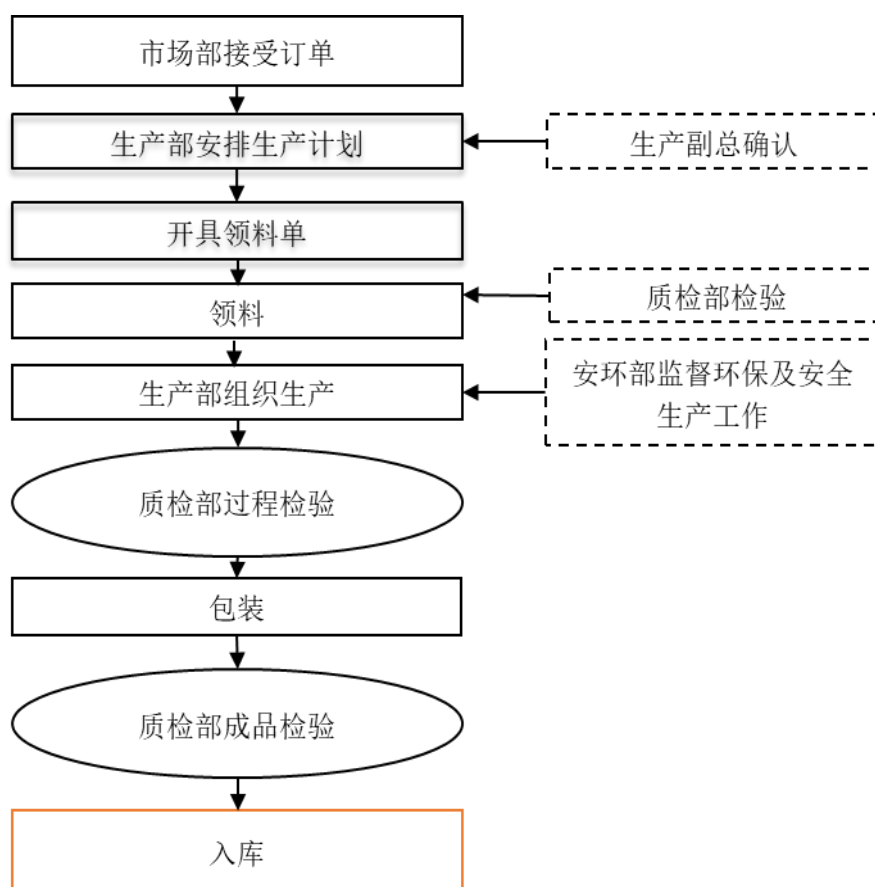 市场部接受订单
生产部安排生产计划
生产副总确认
开具领料单
领料
质检部检验
生产部组织生产
安环部监督环保及安全
生产工作
质检部过程检验
包装
质检部成品检验
入库